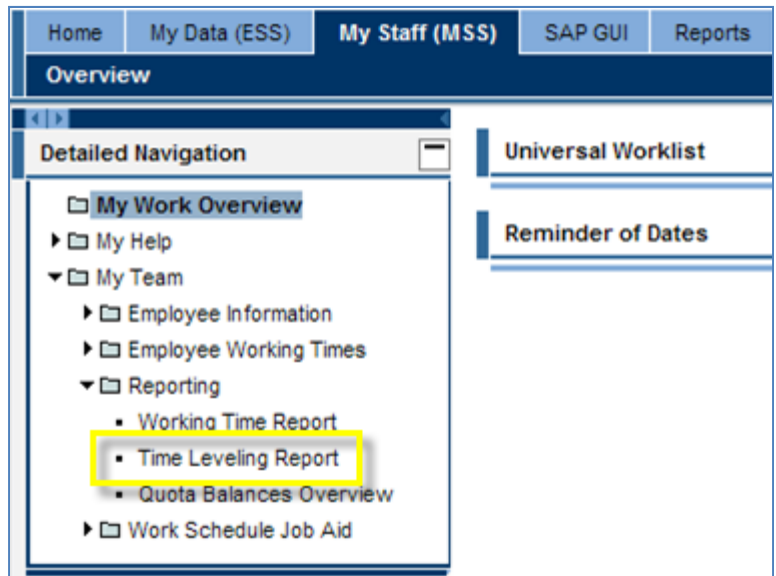 Home My Data (ESS) My Staff (MSS) SAP GUI Reports
Overview
Detailed Navigation
My Work Overview
My Help
My Team
Employee Information
Employee Working Times
Reporting
Working Time Report
Time Leveling Report
Quota Balances Overview
Work Schedule Job Aid
Universal Worklist
Reminder of Dates